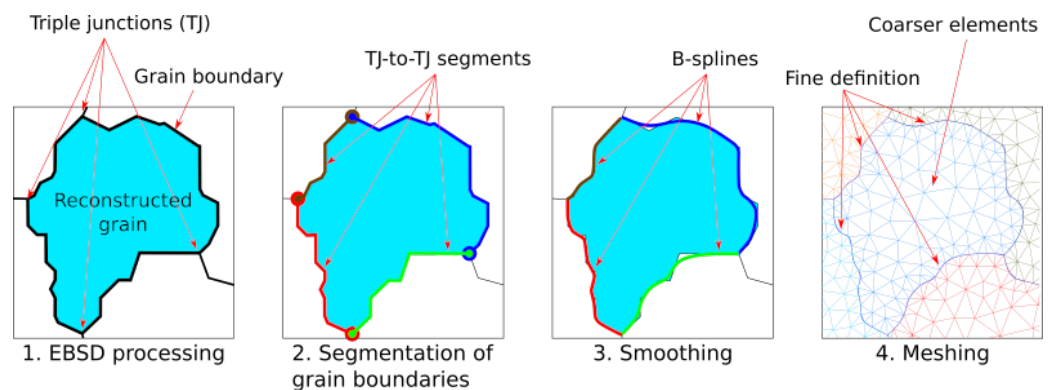 Triple junctions (TJ)
Grain boundary
Reconstructed
grain
1. EBSD processing
TJ-to-TJ segments
2. Segmentation of
grain boundaries
B-splines
3. Smoothing
Coarser elements
Fine definition
4. Meshing